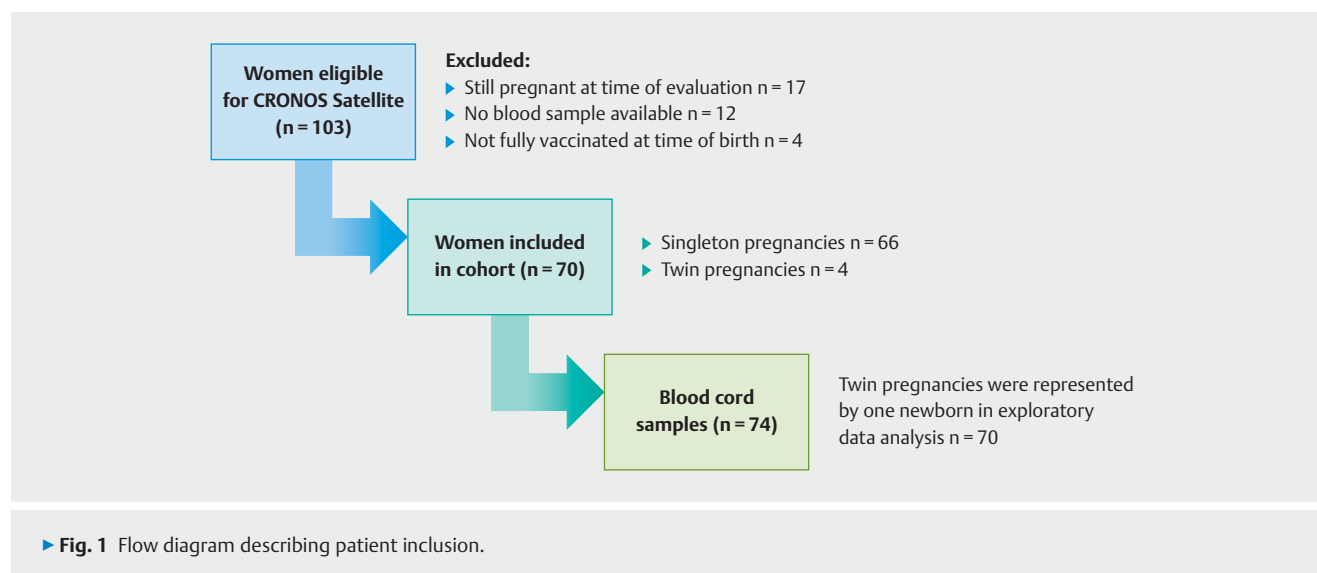 Women eligible
for CRONOS Satellite
(n = 103)
Excluded:
▶ Still pregnant at time of evaluation n = 17
▶ No blood sample available n = 12
▶ Not fully vaccinated at time of birth n = 4
Women included
in cohort (n = 70)
▶ Singleton pregnancies n = 66
▶ Twin pregnancies n = 4
Blood cord
samples (n = 74)
Twin pregnancies were represented
by one newborn in exploratory
data analysis n = 70
▶ Fig. 1 Flow diagram describing patient inclusion.